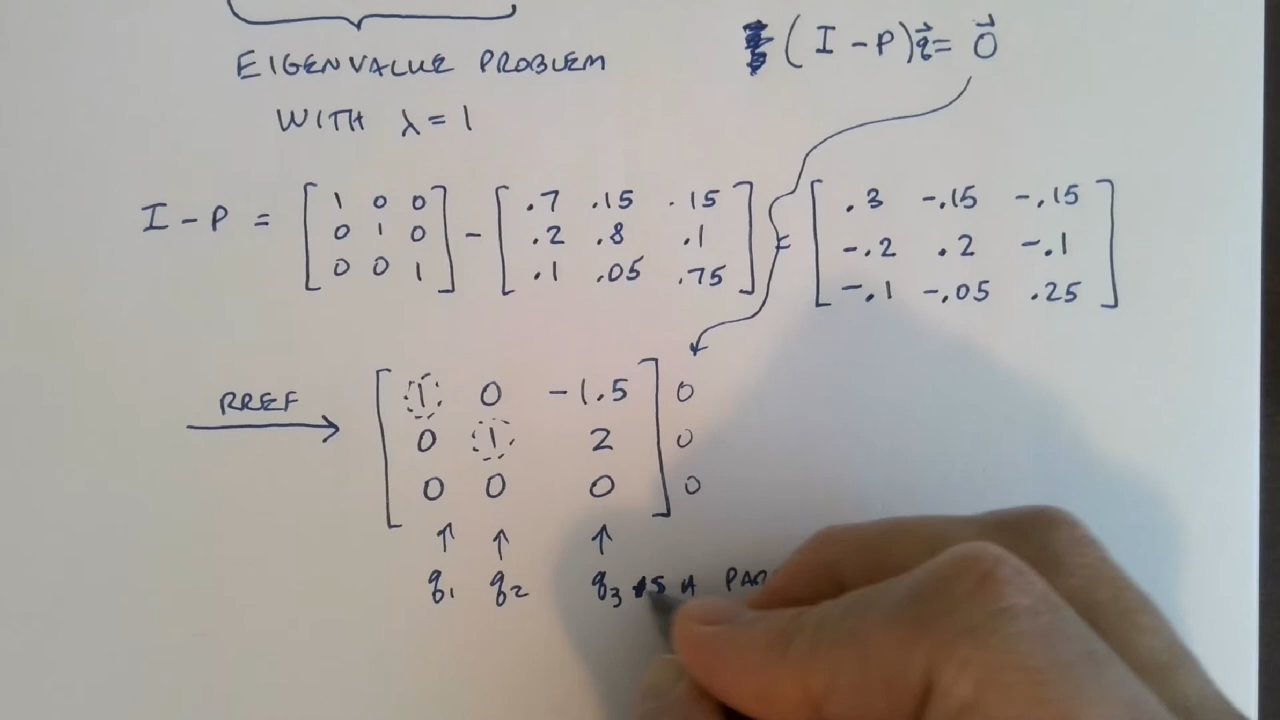 EIGENVALUE PROBLEM
WITH λ = 1
(I - P)q⃗ = 0⃗
I - P = [1 0 0 - [.7 .15 .15 = [.3 -.15 -.15
0 1 0 .2 .8 .1 -.2 .2 -.1
0 0 1] .1 .05 .75] -.1 -.05 .25]
RREF → [1 0 -1.5 0
0 1 2 0
0 0 0] 0
↑ ↑ ↑
q₁ q₂ q₃ is A